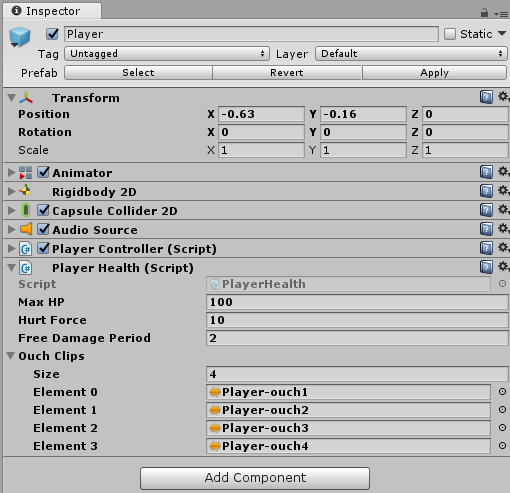 Inspector
Player Static
Tag Untagged Layer Default
Prefab Select Revert Apply
Transform
Position X -0.63 Y -0.16 Z 0
Rotation X 0 Y 0 Z 0
Scale X 1 Y 1 Z 1
Animator
Rigidbody 2D
Capsule Collider 2D
Audio Source
C# Player Controller (Script)
C# Player Health (Script)
Script PlayerHealth
Max HP 100
Hurt Force 10
Free Damage Period 2
Ouch Clips
Size 4
Element 0 Player-ouch1
Element 1 Player-ouch2
Element 2 Player-ouch3
Element 3 Player-ouch4
Add Component